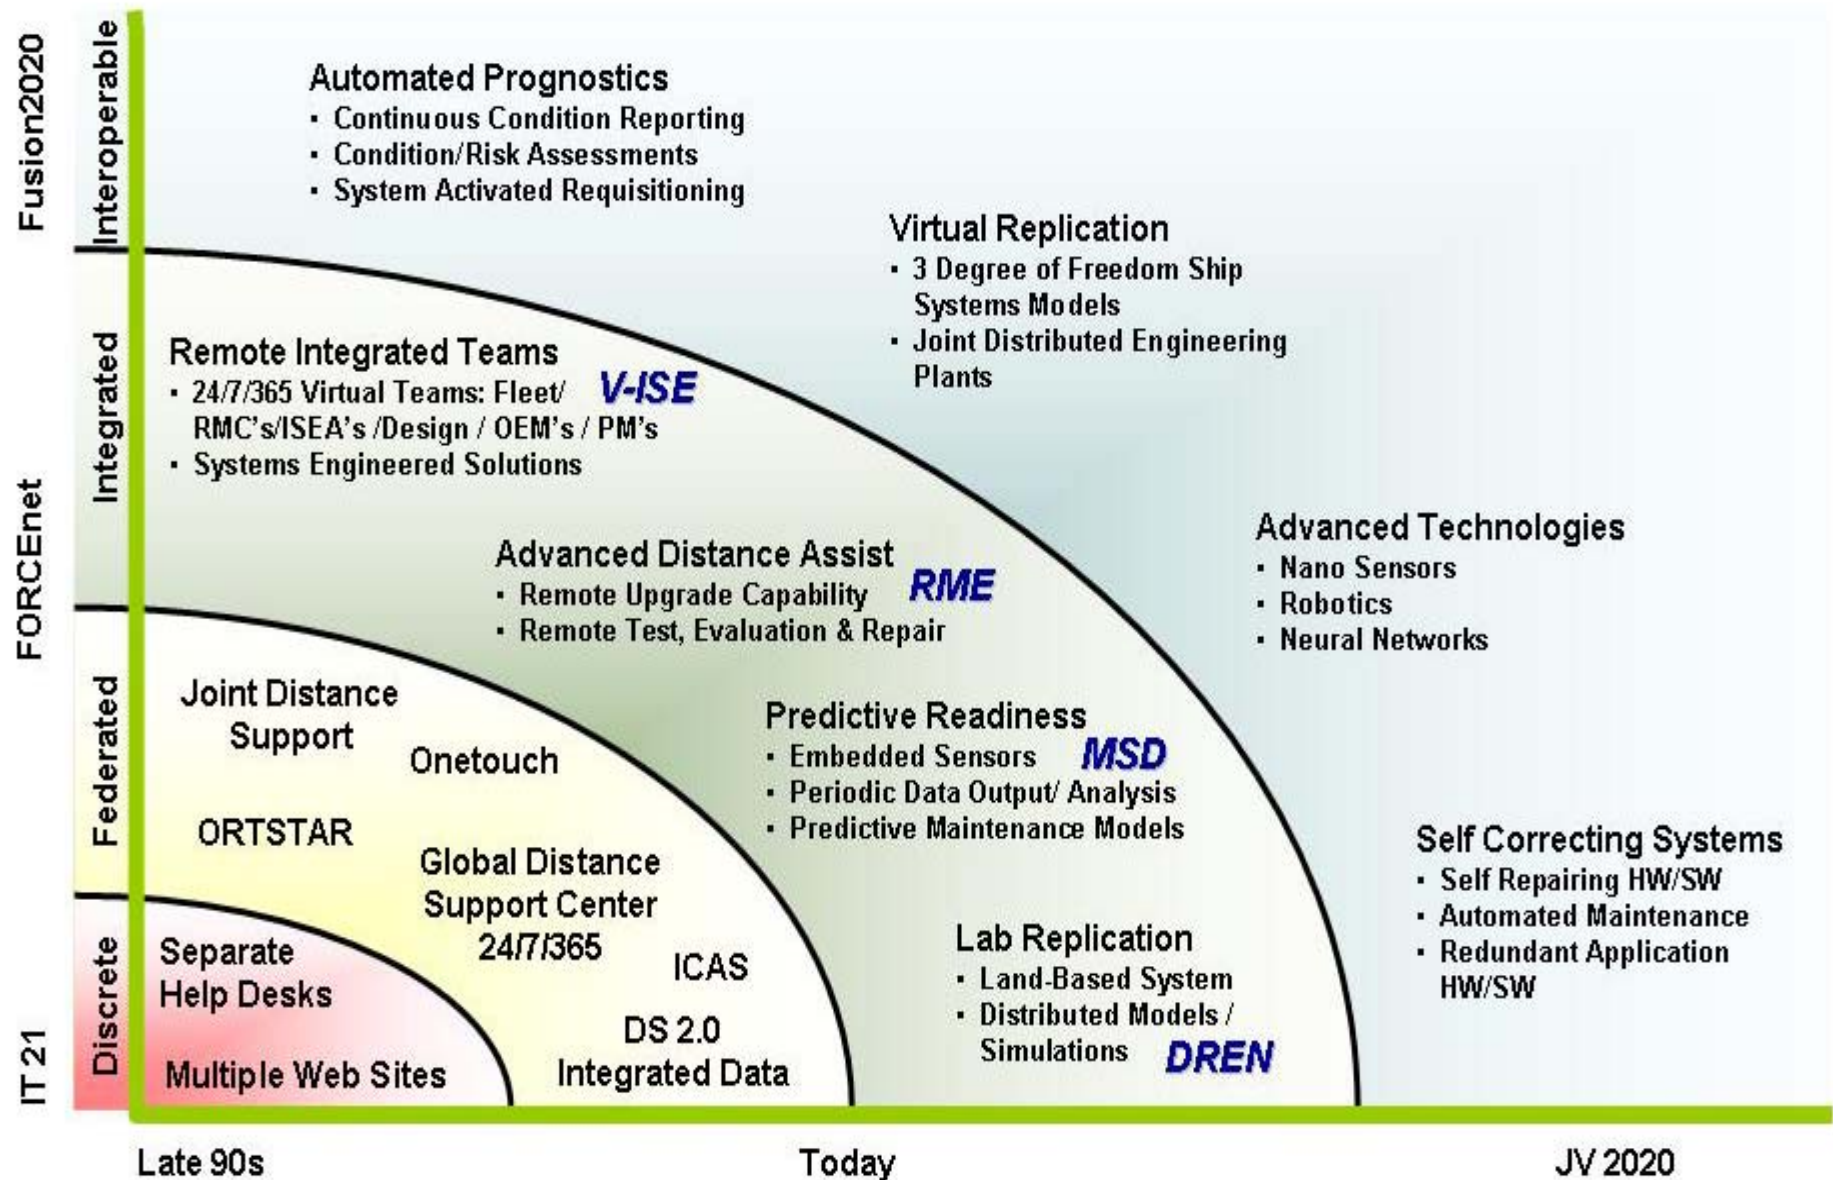 Fusion2020
Interoperable
Automated Prognostics
▪ Continuous Condition Reporting
▪ Condition/Risk Assessments
▪ System Activated Requisitioning
Virtual Replication
▪ 3 Degree of Freedom Ship
Systems Models
▪ Joint Distributed Engineering
Plants
FORCEnet
Integrated
Remote Integrated Teams
▪ 24/7/365 Virtual Teams: Fleet/
RMC's/ISEA's /Design / OEM's / PM's
▪ Systems Engineered Solutions
V-ISE
Advanced Distance Assist
▪ Remote Upgrade Capability
▪ Remote Test, Evaluation & Repair
RME
Advanced Technologies
▪ Nano Sensors
▪ Robotics
▪ Neural Networks
Federated
Joint Distance
Support
Onetouch
ORTSTAR
Global Distance
Support Center
24/7/365
ICAS
DS 2.0
Integrated Data
Predictive Readiness
▪ Embedded Sensors
▪ Periodic Data Output/ Analysis
▪ Predictive Maintenance Models
MSD
Self Correcting Systems
▪ Self Repairing HW/SW
▪ Automated Maintenance
▪ Redundant Application
HW/SW
Lab Replication
▪ Land-Based System
▪ Distributed Models /
Simulations
DREN
IT21
Discrete
Separate
Help Desks
Multiple Web Sites
Late 90s
Today
JV 2020